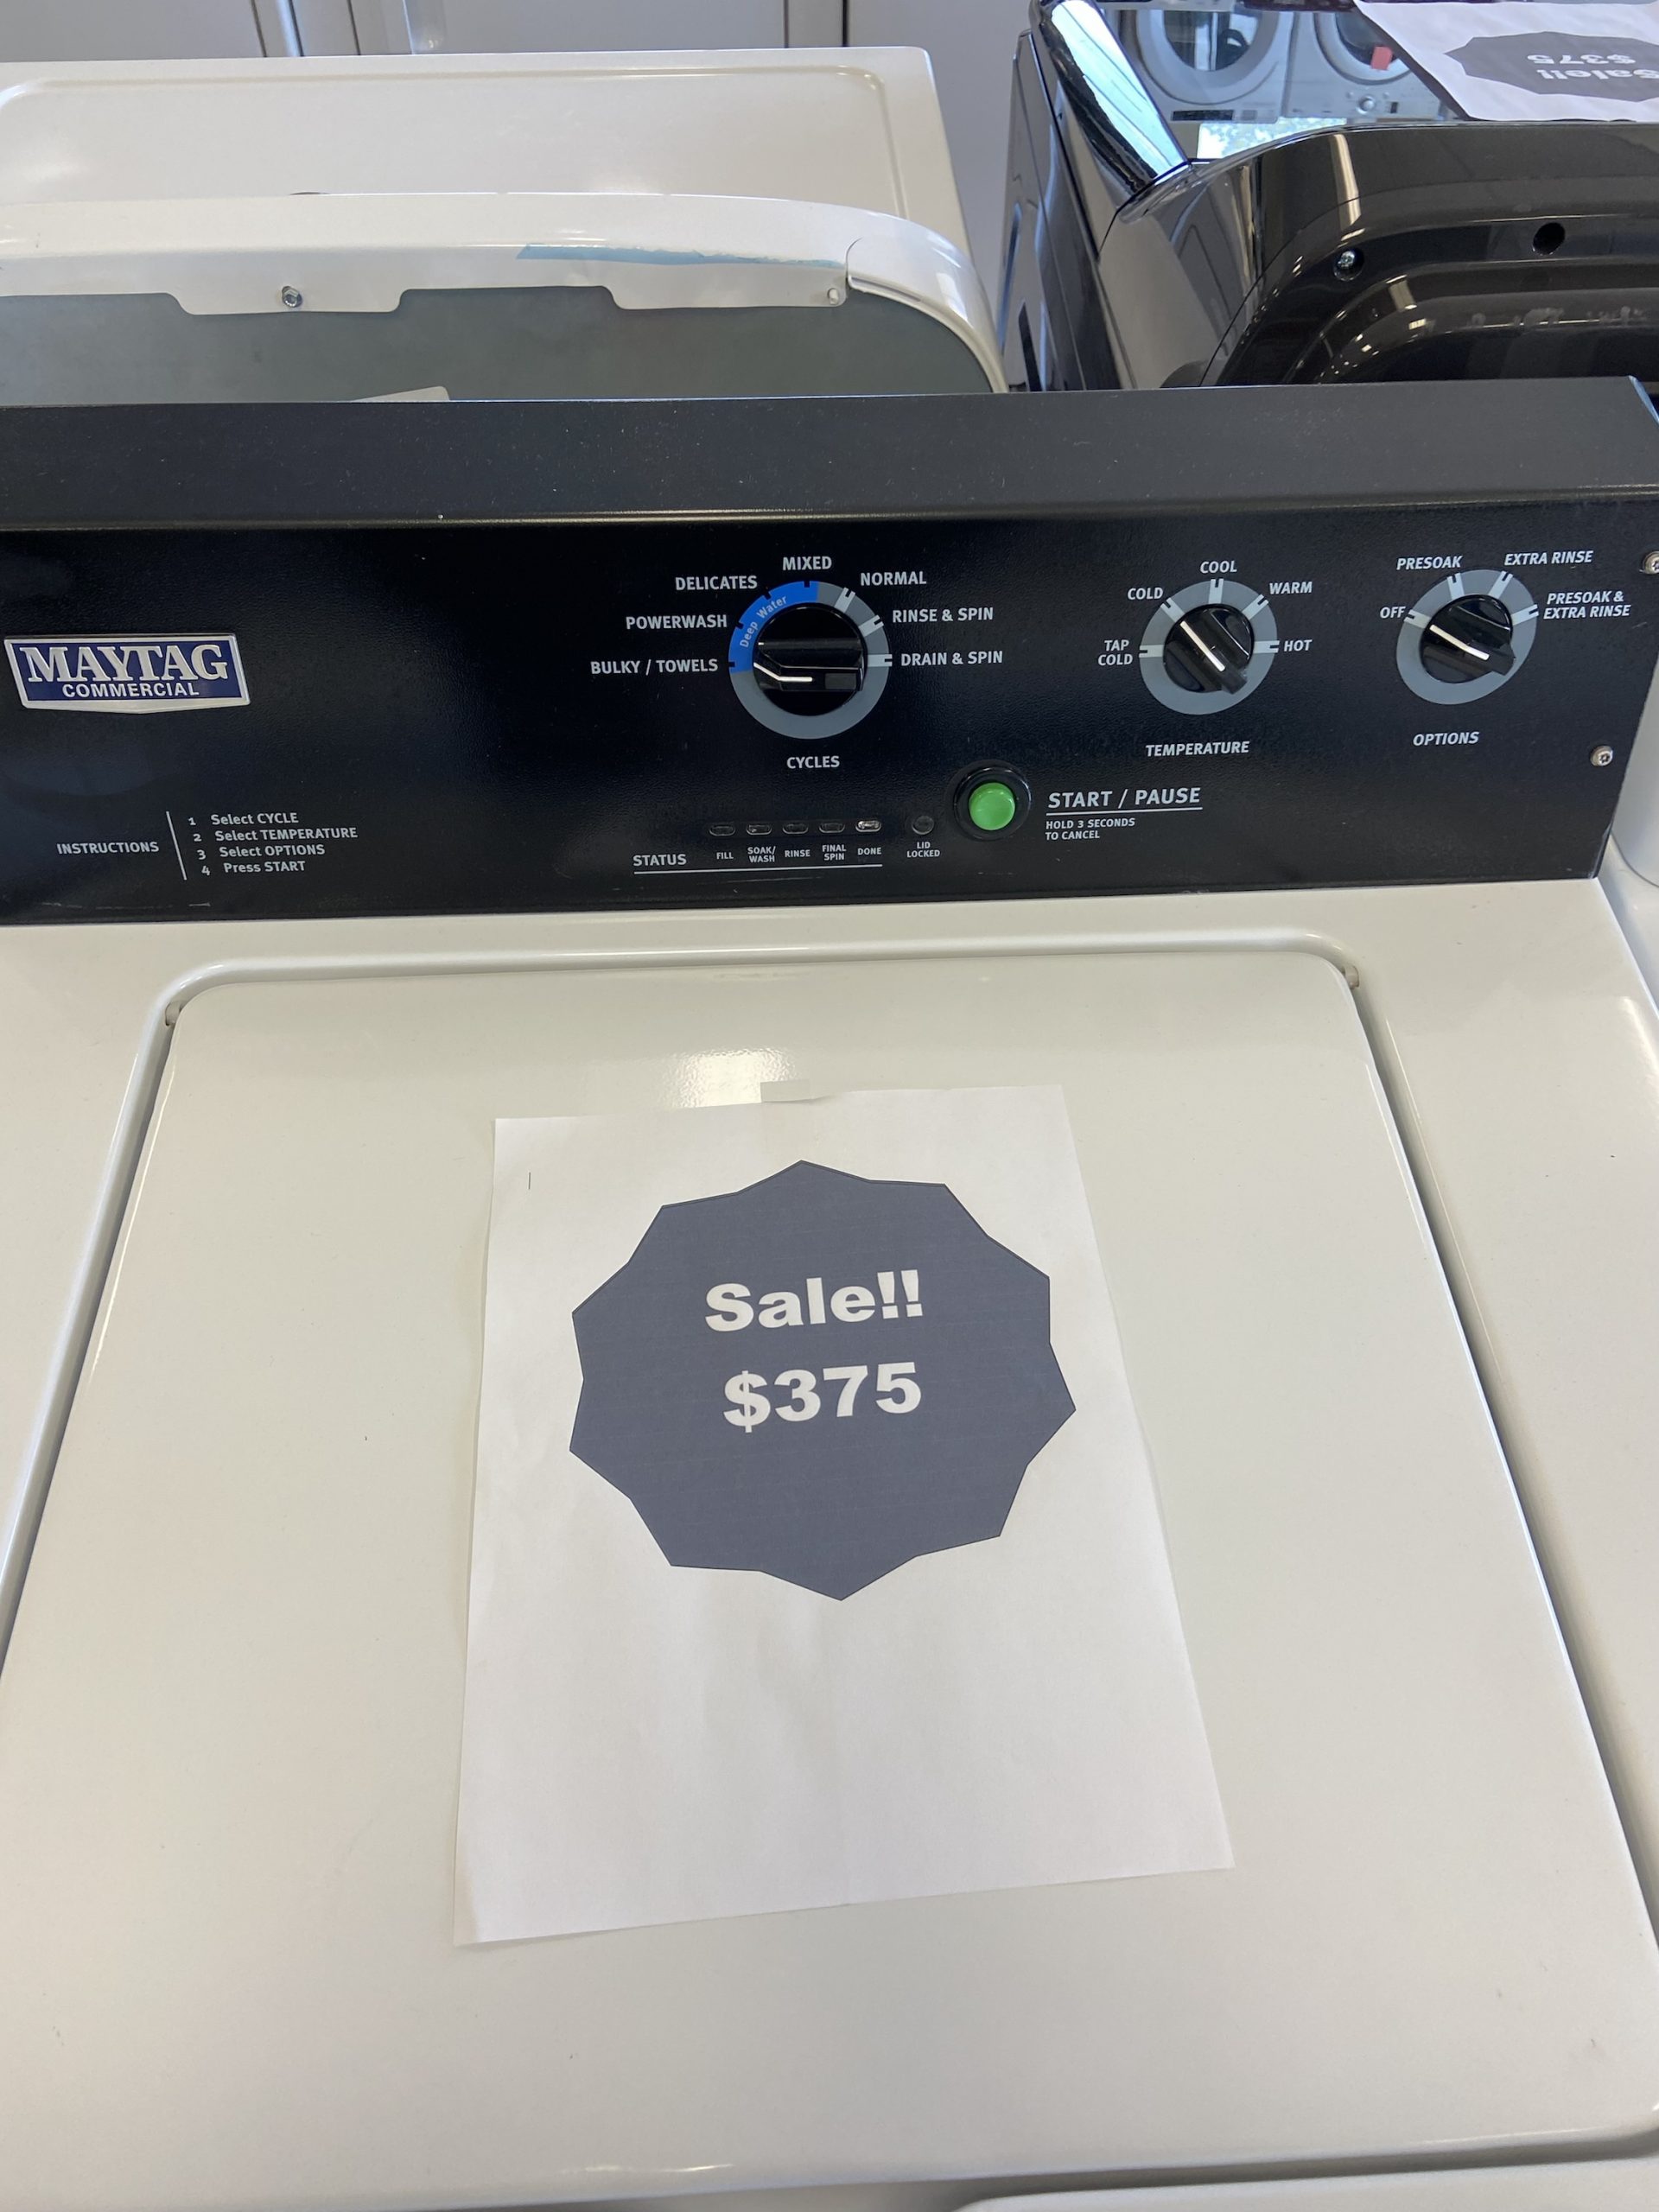 Sale!!
$375
MAYTAG
COMMERCIAL
INSTRUCTIONS
1 Select CYCLE
2 Select TEMPERATURE
3 Select OPTIONS
4 Press START
MIXED
DELICATES
NORMAL
POWERWASH
RINSE & SPIN
BULKY / TOWELS
DRAIN & SPIN
Deep Water
CYCLES
COOL
COLD
WARM
TAP
COLD
HOT
TEMPERATURE
PRESOAK
EXTRA RINSE
OFF
PRESOAK &
EXTRA RINSE
OPTIONS
STATUS
FILL
SOAK/
WASH
RINSE
FINAL
SPIN
DONE
LID
LOCKED
START / PAUSE
HOLD 3 SECONDS
TO CANCEL
Sale!!
$375